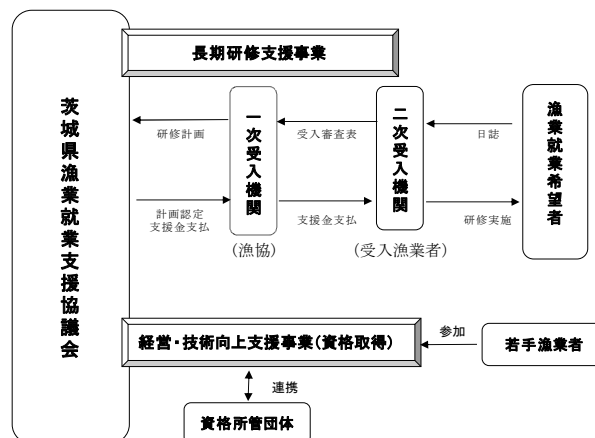 長期研修支援事業
茨城県漁業就業支援協議会
一次受入機関
二次受入機関
漁業就業希望者
研修計画
受入審査表
日誌
計画認定
支援金支払
支援金支払
研修実施
(漁協)
(受入漁業者)
経営・技術向上支援事業(資格取得)
参加
若手漁業者
連携
資格所管団体